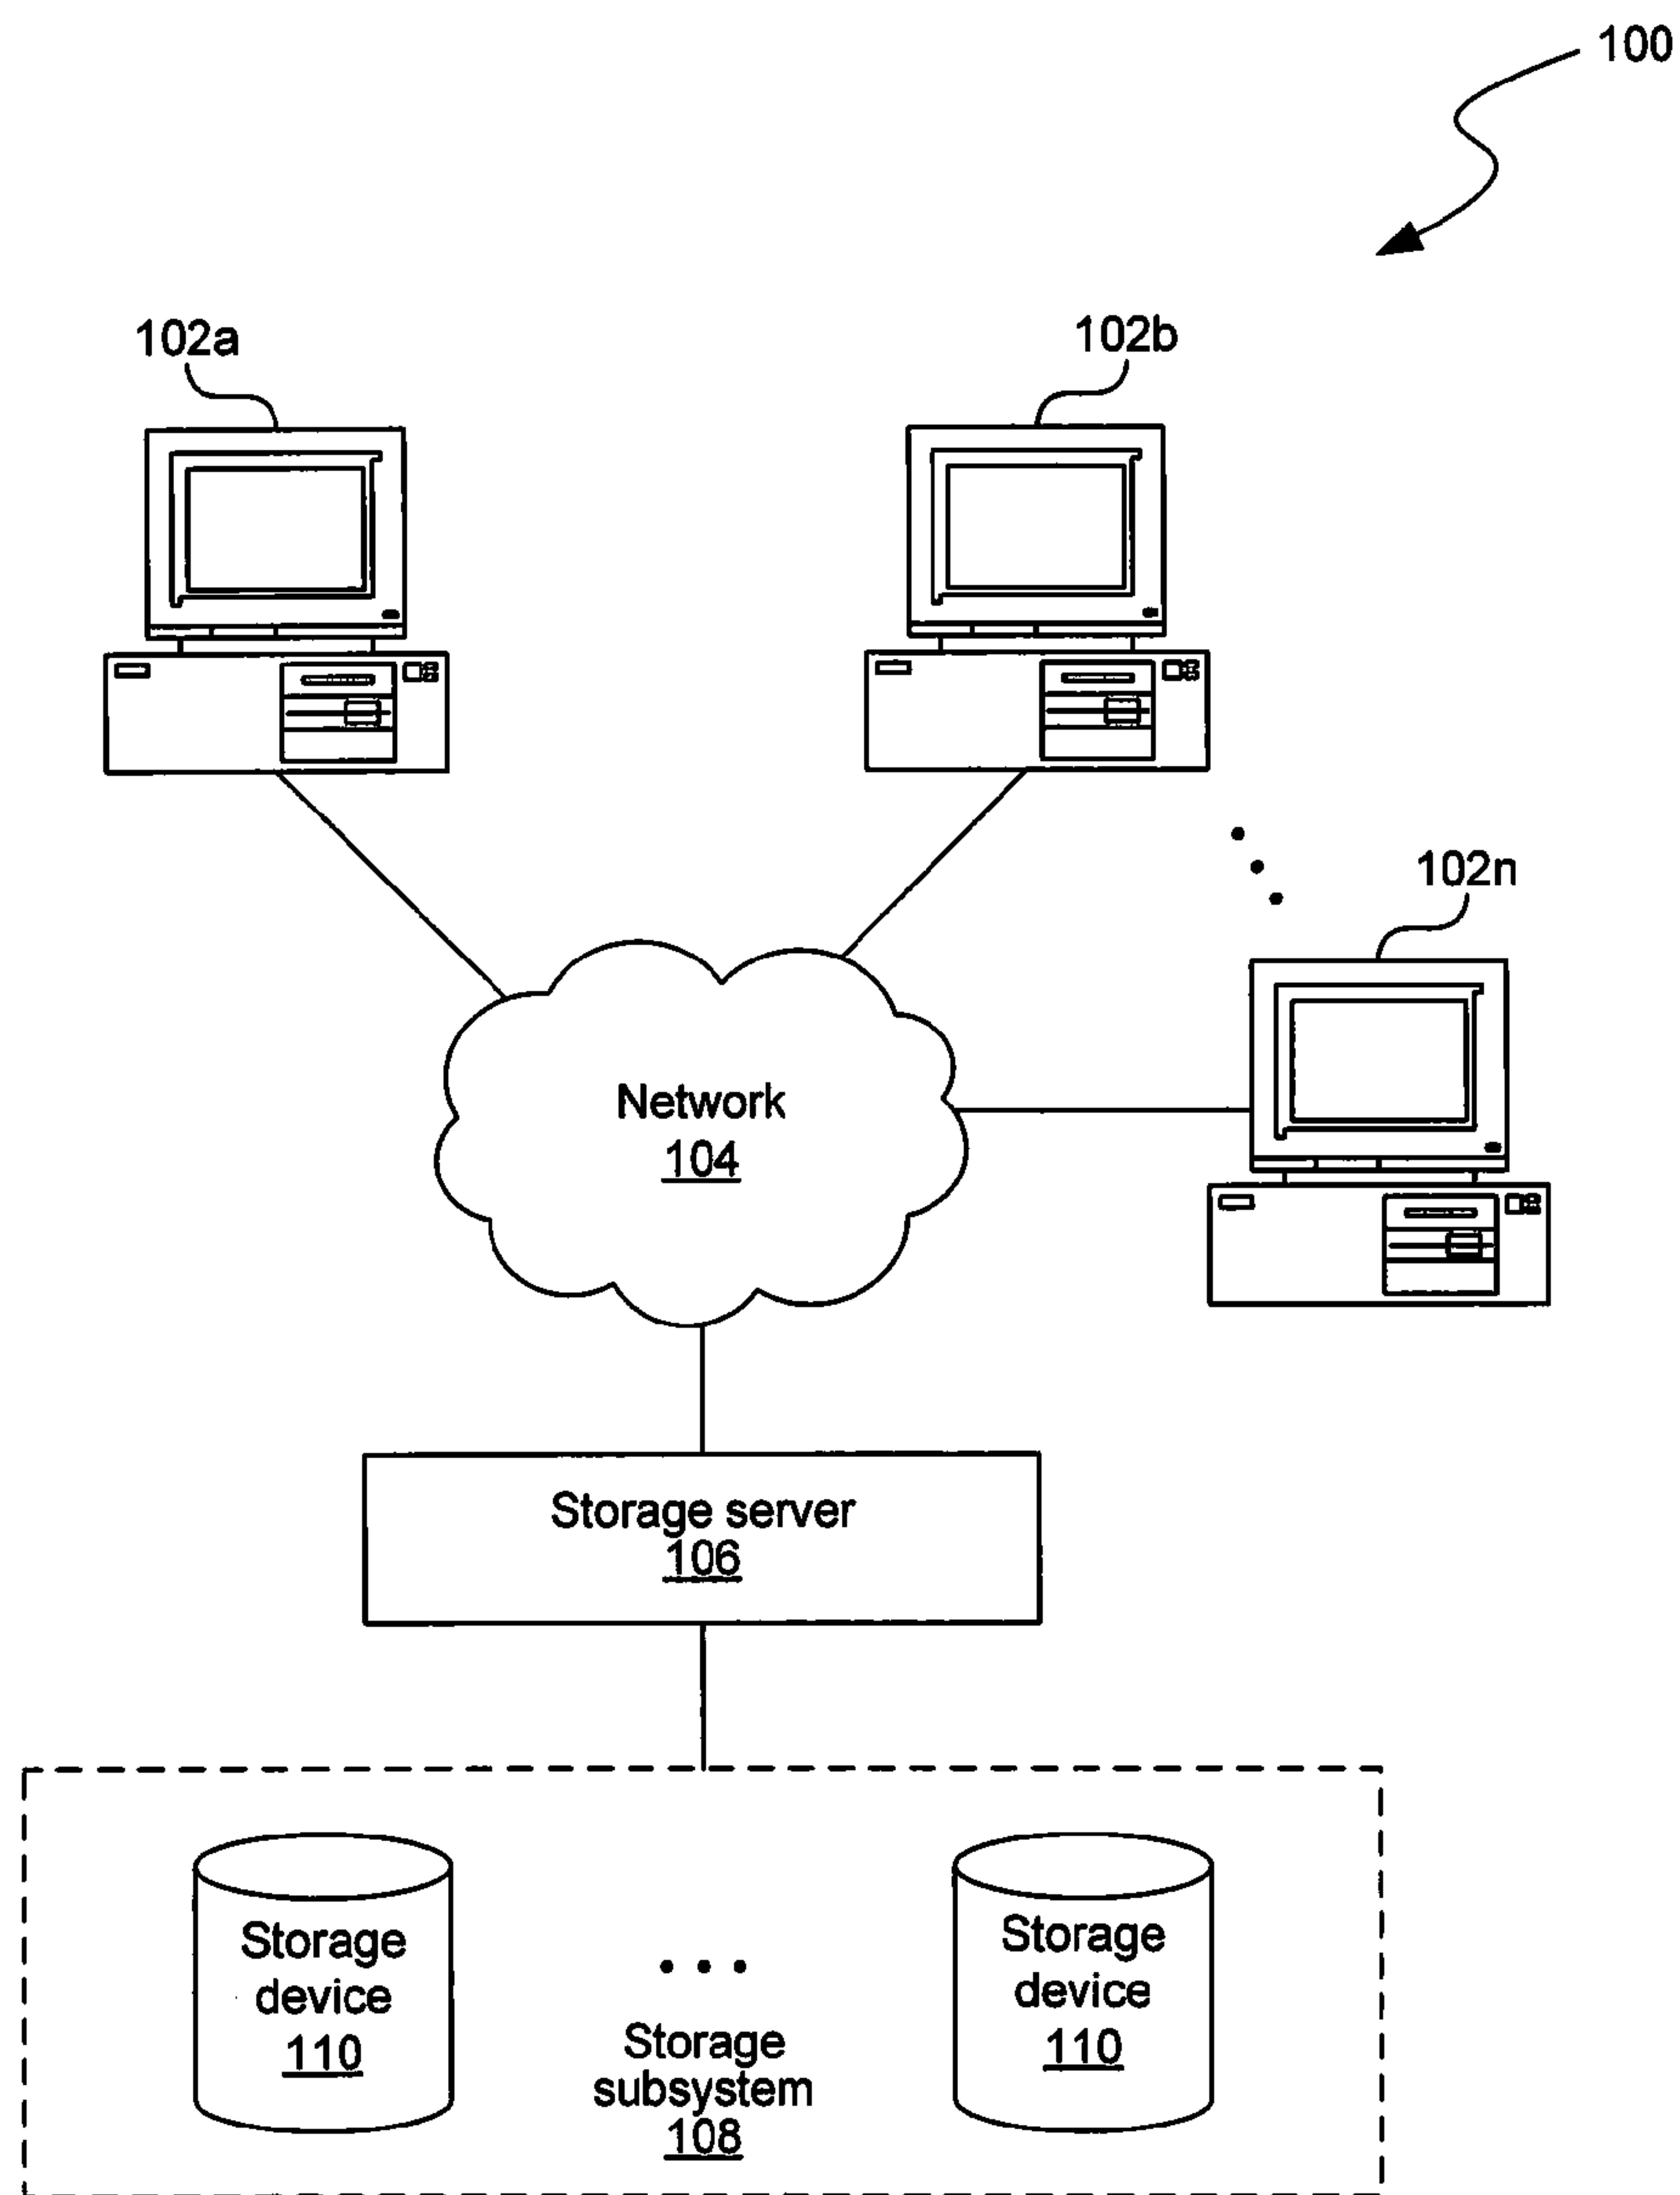 100
102a
102b
102n
Network
104
Storage server
106
Storage
device
110
Storage
subsystem
108
Storage
device
110